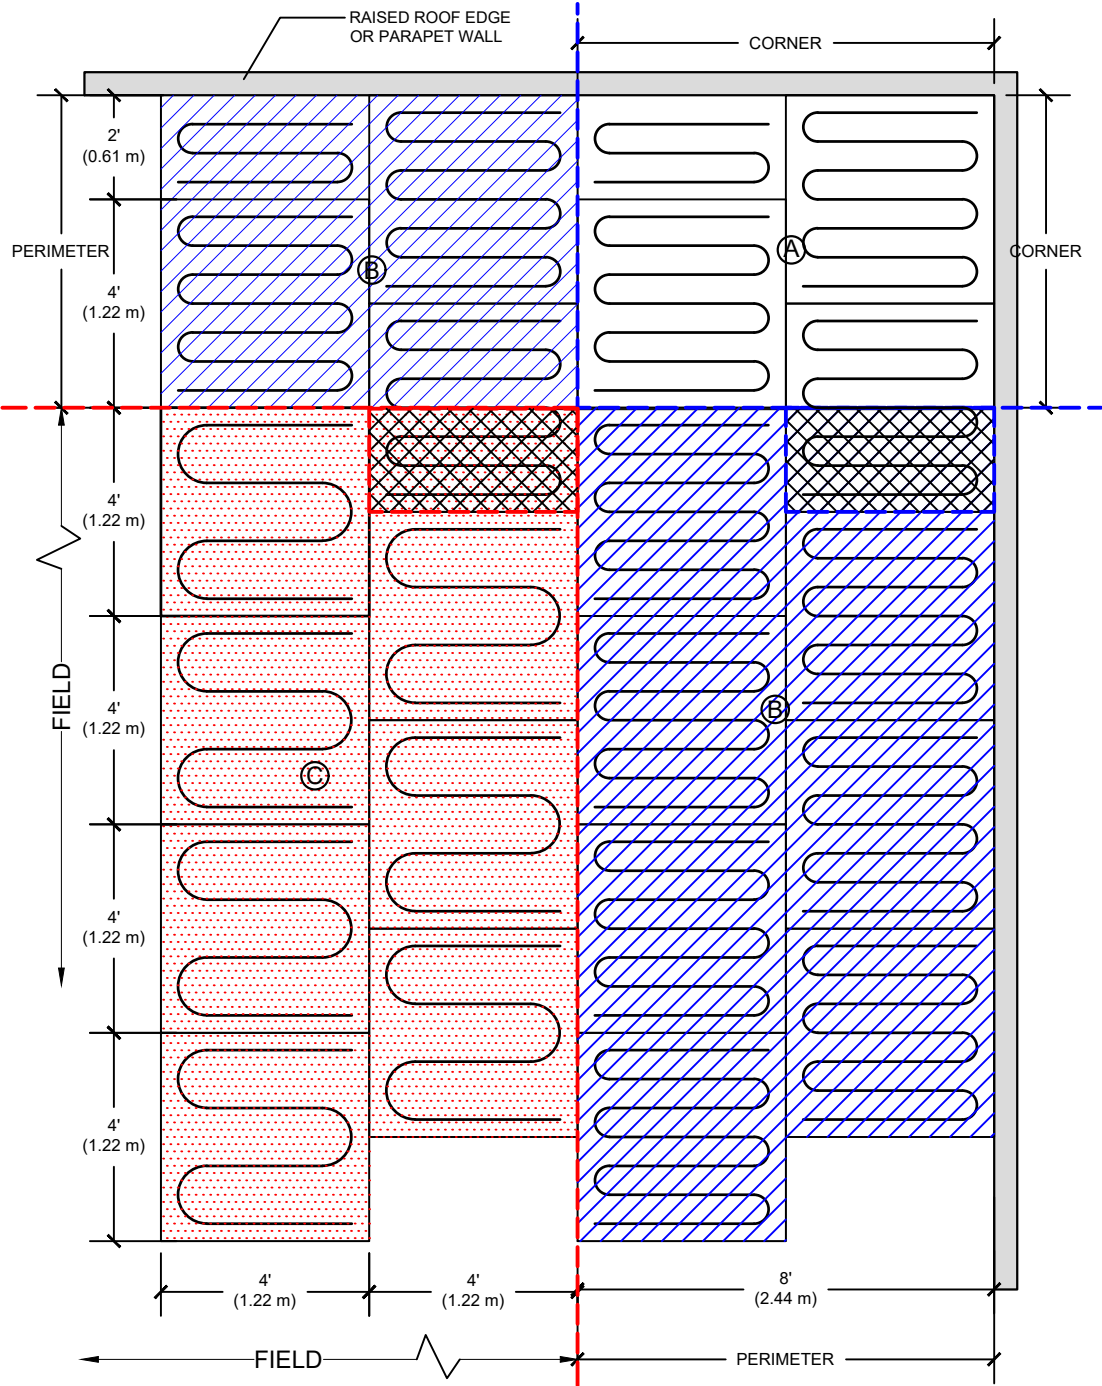 RAISED ROOF EDGE
OR PARAPET WALL
CORNER
2'
(0.61 m)
PERIMETER
B
A
CORNER
4'
(1.22 m)
4'
(1.22 m)
FIELD
4'
(1.22 m)
B
C
4'
(1.22 m)
4'
(1.22 m)
4'
(1.22 m)
4'
(1.22 m)
8'
(2.44 m)
FIELD
PERIMETER